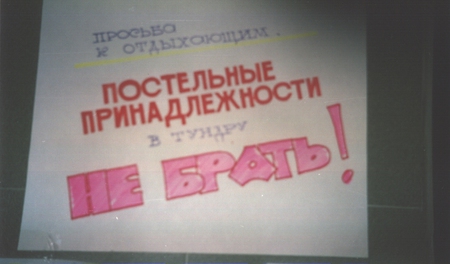 ПРОСЬБА
К ОТДЫХАЮЩИМ.
ПОСТЕЛЬНЫЕ
ПРИНАДЛЕЖНОСТИ
В ТУНДРУ
НЕ БРАТЬ!